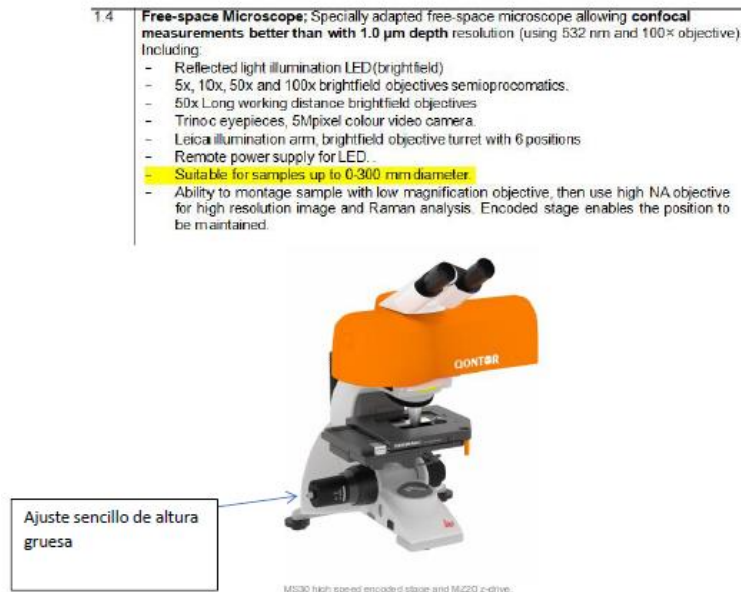 1.4 Free-space Microscope; Specially adapted free-space microscope allowing confocal
measurements better than with 1.0 µm depth resolution (using 532 nm and 100× objective)
Including:
- Reflected light illumination LED(brightfield)
- 5x, 10x, 50x and 100x brightfield objectives semioprocomatics.
- 50x Long working distance brightfield objectives
- Trinoc eyepieces, 5Mpixel colour video camera.
- Leica illumination arm, brightfield objective turret with 6 positions
- Remote power supply for LED. .
- Suitable for samples up to 0-300 mm diameter.
- Ability to montage sample with low magnification objective, then use high NA objective
for high resolution image and Raman analysis. Encoded stage enables the position to
be maintained.
QONTOR
Ajuste sencillo de altura
gruesa
MS30 high speed encoded stage and MZ20 z-drive.